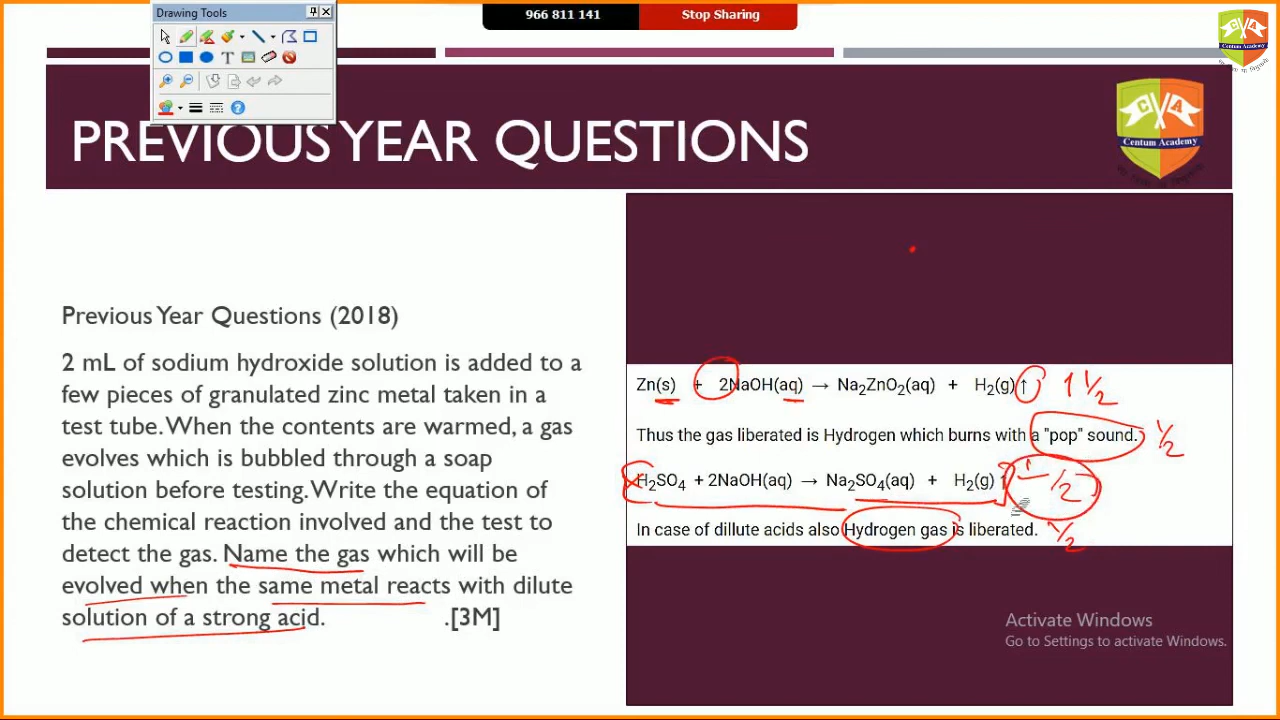 Drawing Tools
966 811 141
Stop Sharing
C A
Centum Academy
PREVIOUS YEAR QUESTIONS
C A
Centum Academy
Previous Year Questions (2018)
2 mL of sodium hydroxide solution is added to a
few pieces of granulated zinc metal taken in a
test tube. When the contents are warmed, a gas
evolves which is bubbled through a soap
solution before testing. Write the equation of
the chemical reaction involved and the test to
detect the gas. Name the gas which will be
evolved when the same metal reacts with dilute
solution of a strong acid. .[3M]
Zn(s) + 2NaOH(aq) → Na₂ZnO₂(aq) + H₂(g)↑ 1 1/2
Thus the gas liberated is Hydrogen which burns with a "pop" sound. 1/2
H₂SO₄ + 2NaOH(aq) → Na₂SO₄(aq) + H₂(g)↑ 1/2
In case of dillute acids also Hydrogen gas is liberated. 1/2
Activate Windows
Go to Settings to activate Windows.